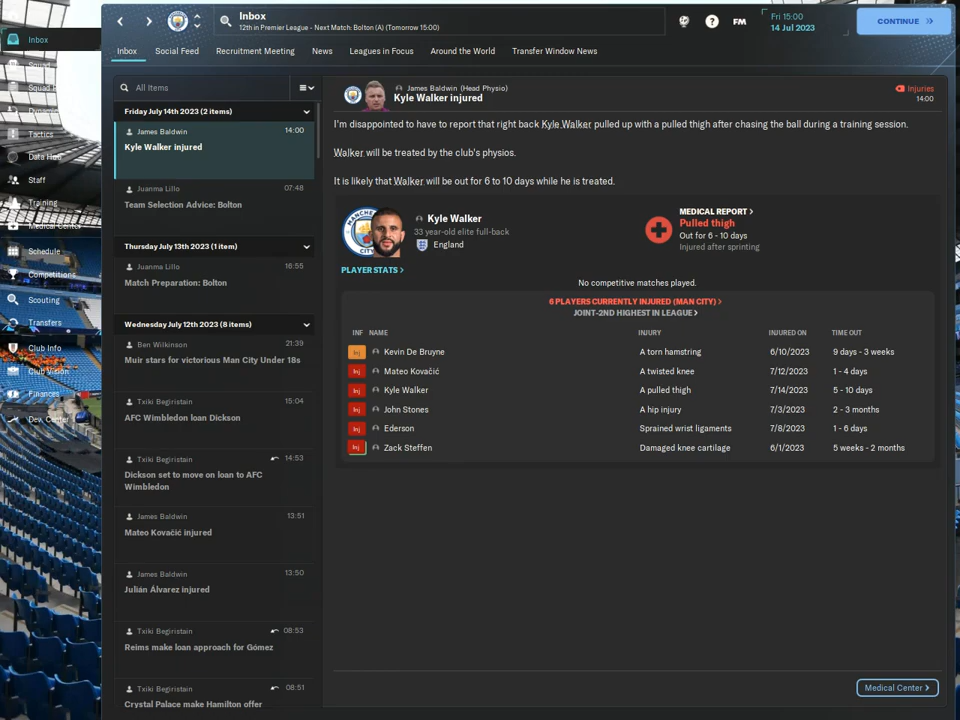 Inbox
12th in Premier League - Next Match: Bolton (A) (Tomorrow 15:00)
FM
Fri 15:00
14 Jul 2023
CONTINUE
Inbox
Social Feed
Recruitment Meeting
News
Leagues in Focus
Around the World
Transfer Window News
Inbox
Squad
Tactics
Data Hub
Staff
Training
Medical Center
Schedule
Competitions
Scouting
Transfers
Club Info
Club Vision
Finances
Dev. Center
All Items
Friday July 14th 2023 (2 items)
James Baldwin 14:00
Kyle Walker injured
Juanma Lillo 07:48
Team Selection Advice: Bolton
Thursday July 13th 2023 (1 item)
Juanma Lillo 16:55
Match Preparation: Bolton
Wednesday July 12th 2023 (8 items)
Ben Wilkinson 21:39
Muir stars for victorious Man City Under 18s
Txiki Begiristain 15:04
AFC Wimbledon loan Dickson
Txiki Begiristain 14:53
Dickson set to move on loan to AFC
Wimbledon
James Baldwin 13:51
Mateo Kovačić injured
James Baldwin 13:50
Julián Álvarez injured
Txiki Begiristain 08:53
Reims make loan approach for Gómez
Txiki Begiristain 08:51
Crystal Palace make Hamilton offer
James Baldwin (Head Physio)
Kyle Walker injured
Injuries
14:00
I'm disappointed to have to report that right back Kyle Walker pulled up with a pulled thigh after chasing the ball during a training session.
Walker will be treated by the club's physios.
It is likely that Walker will be out for 6 to 10 days while he is treated.
Kyle Walker
33 year-old elite full-back
England
MEDICAL REPORT >
Pulled thigh
Out for 6 - 10 days
Injured after sprinting
PLAYER STATS >
No competitive matches played.
6 PLAYERS CURRENTLY INJURED (MAN CITY) >
JOINT-2ND HIGHEST IN LEAGUE >
INF NAME INJURY INJURED ON TIME OUT
Inj Kevin De Bruyne A torn hamstring 6/10/2023 9 days - 3 weeks
Inj Mateo Kovačić A twisted knee 7/12/2023 1 - 4 days
Inj Kyle Walker A pulled thigh 7/14/2023 5 - 10 days
Inj John Stones A hip injury 7/3/2023 2 - 3 months
Inj Ederson Sprained wrist ligaments 7/8/2023 1 - 6 days
Inj Zack Steffen Damaged knee cartilage 6/1/2023 5 weeks - 2 months
Medical Center >